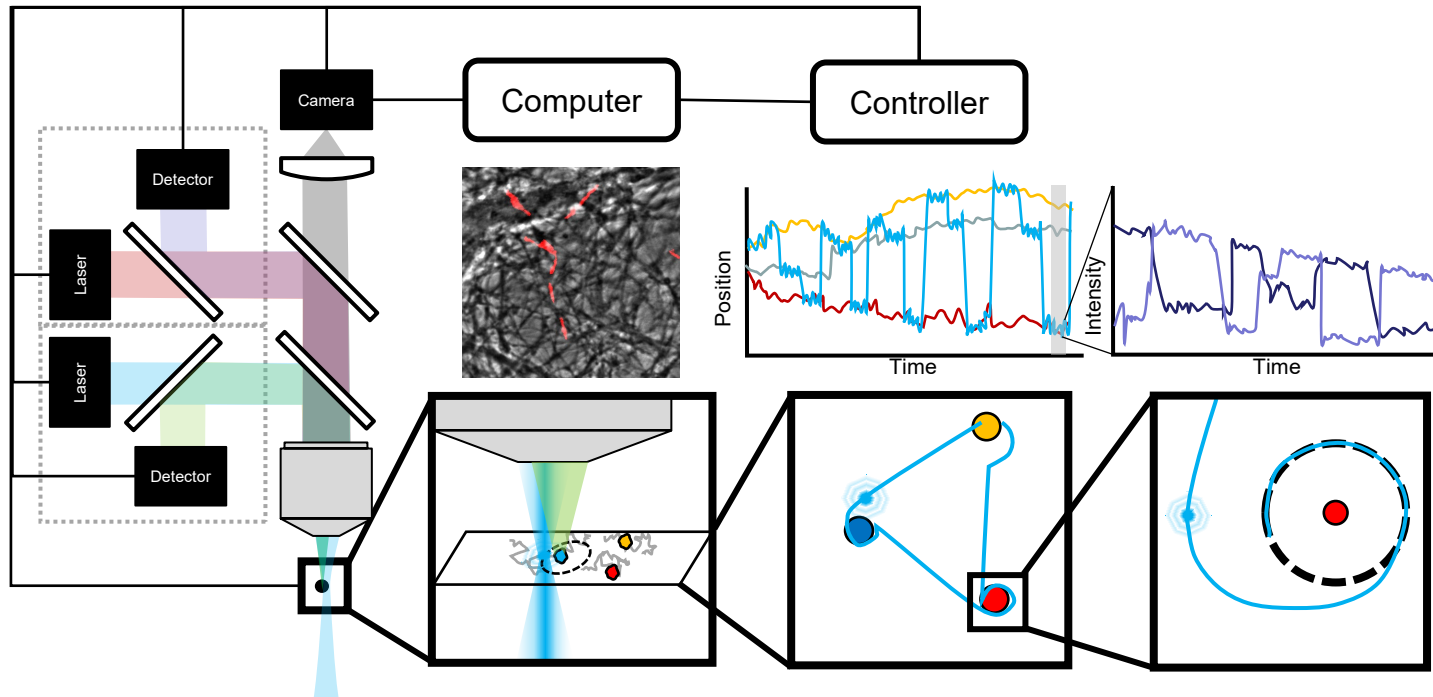 Camera
Computer
Controller
Detector
Laser
Laser
Detector
Position
Time
Intensity
Time